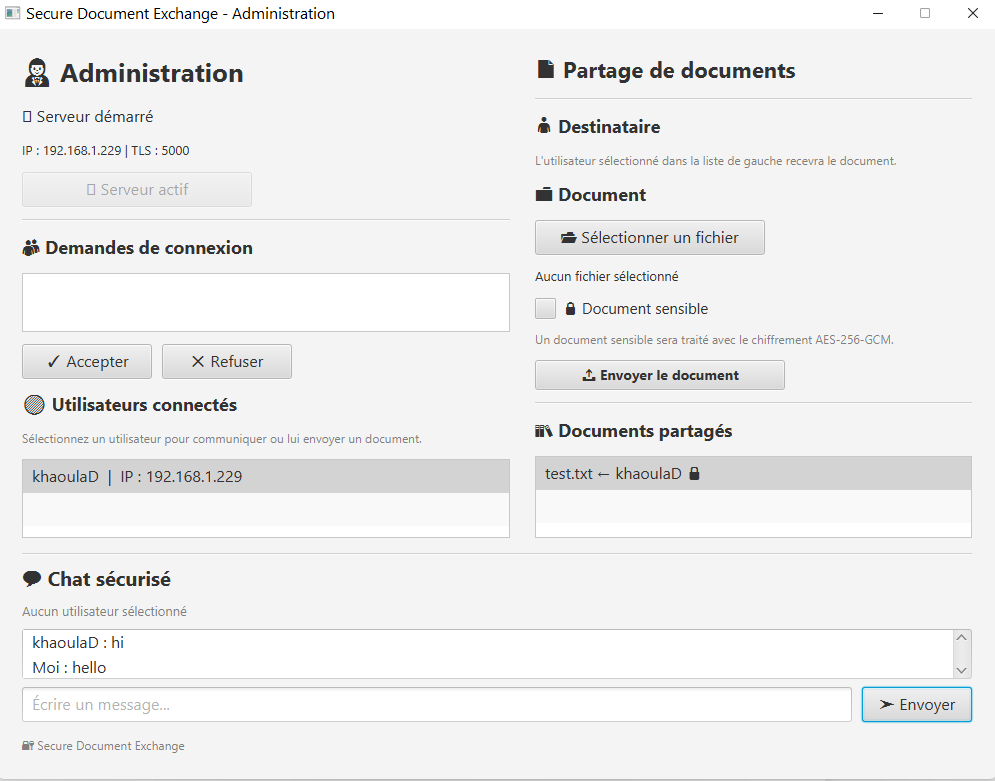 Secure Document Exchange - Administration
Administration
Serveur démarré
IP : 192.168.1.229 | TLS : 5000
Serveur actif
Demandes de connexion
✓ Accepter
✕ Refuser
Utilisateurs connectés
Sélectionnez un utilisateur pour communiquer ou lui envoyer un document.
khaoulaD | IP : 192.168.1.229
Partage de documents
Destinataire
L'utilisateur sélectionné dans la liste de gauche recevra le document.
Document
Sélectionner un fichier
Aucun fichier sélectionné
Document sensible
Un document sensible sera traité avec le chiffrement AES-256-GCM.
Envoyer le document
Documents partagés
test.txt ← khaoulaD
Chat sécurisé
Aucun utilisateur sélectionné
khaoulaD : hi
Moi : hello
Écrire un message...
➤ Envoyer
Secure Document Exchange